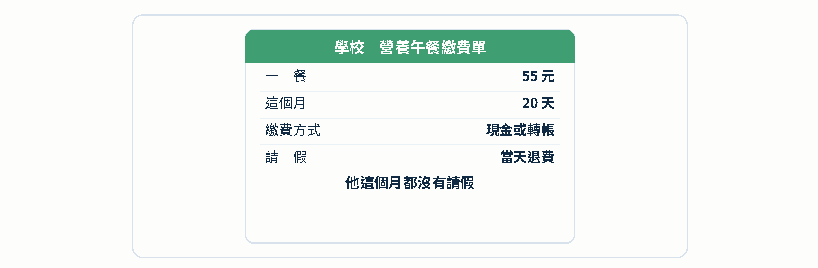 學校　營養午餐繳費單
一　餐　55 元
這個月　20 天
繳費方式　現金或轉帳
請　假　當天退費
他這個月都沒有請假